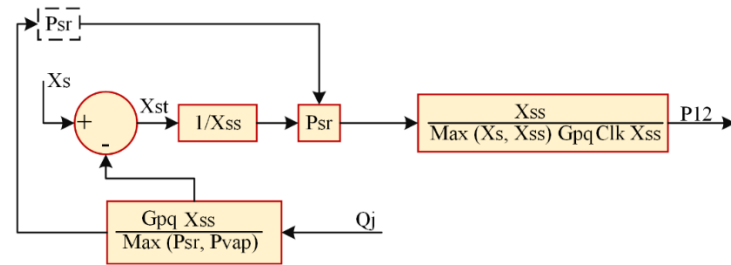 Psr
Xs
+
Xst
1/Xss
Psr
Xss
Max (Xs, Xss) Gpq Clk Xss
P12
-
Gpq Xss
Max (Psr, Pvap)
Qj